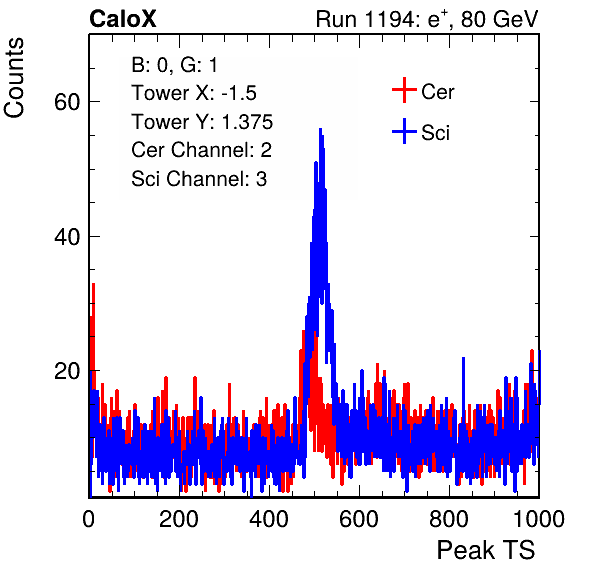 CaloX Run 1194: e⁺, 80 GeV
Counts
B: 0, G: 1
Tower X: -1.5
Tower Y: 1.375
Cer Channel: 2
Sci Channel: 3
Cer
Sci
60
40
20
0 200 400 600 800 1000
Peak TS